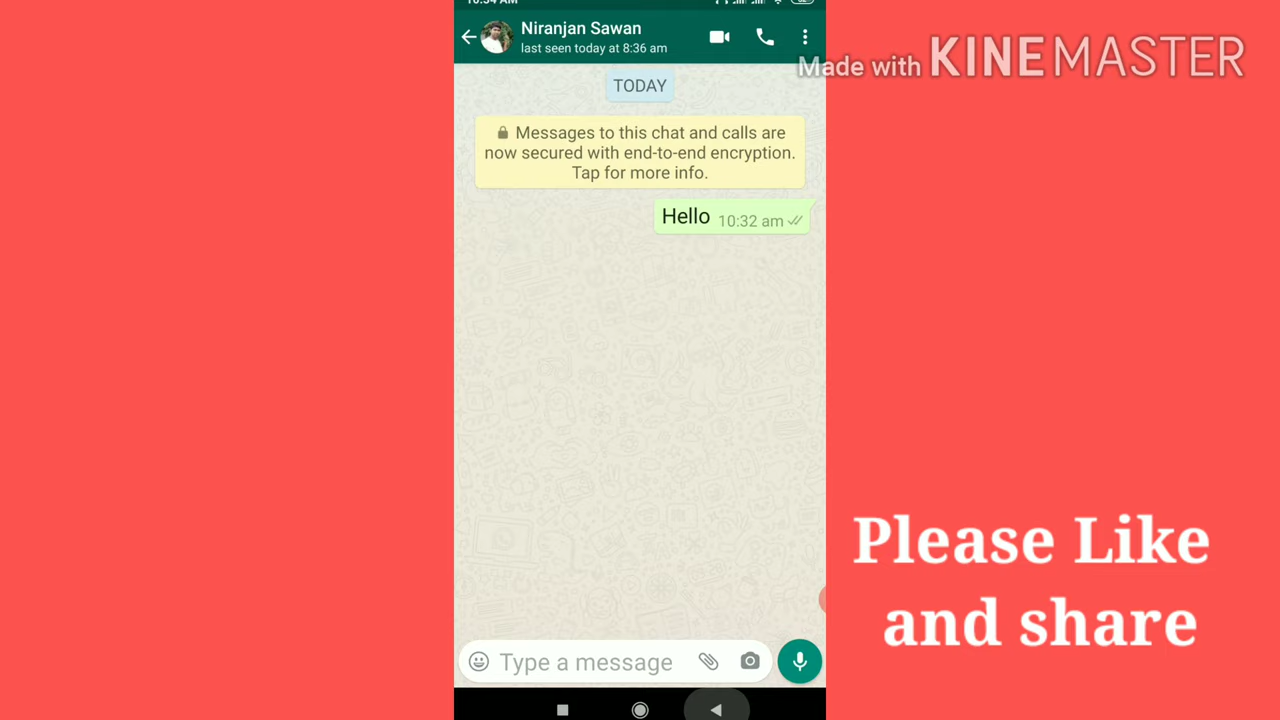 Niranjan Sawan
last seen today at 8:36 am
Made with KINEMASTER
TODAY
Messages to this chat and calls are
now secured with end-to-end encryption.
Tap for more info.
Hello 10:32 am
Please Like
and share
Type a message